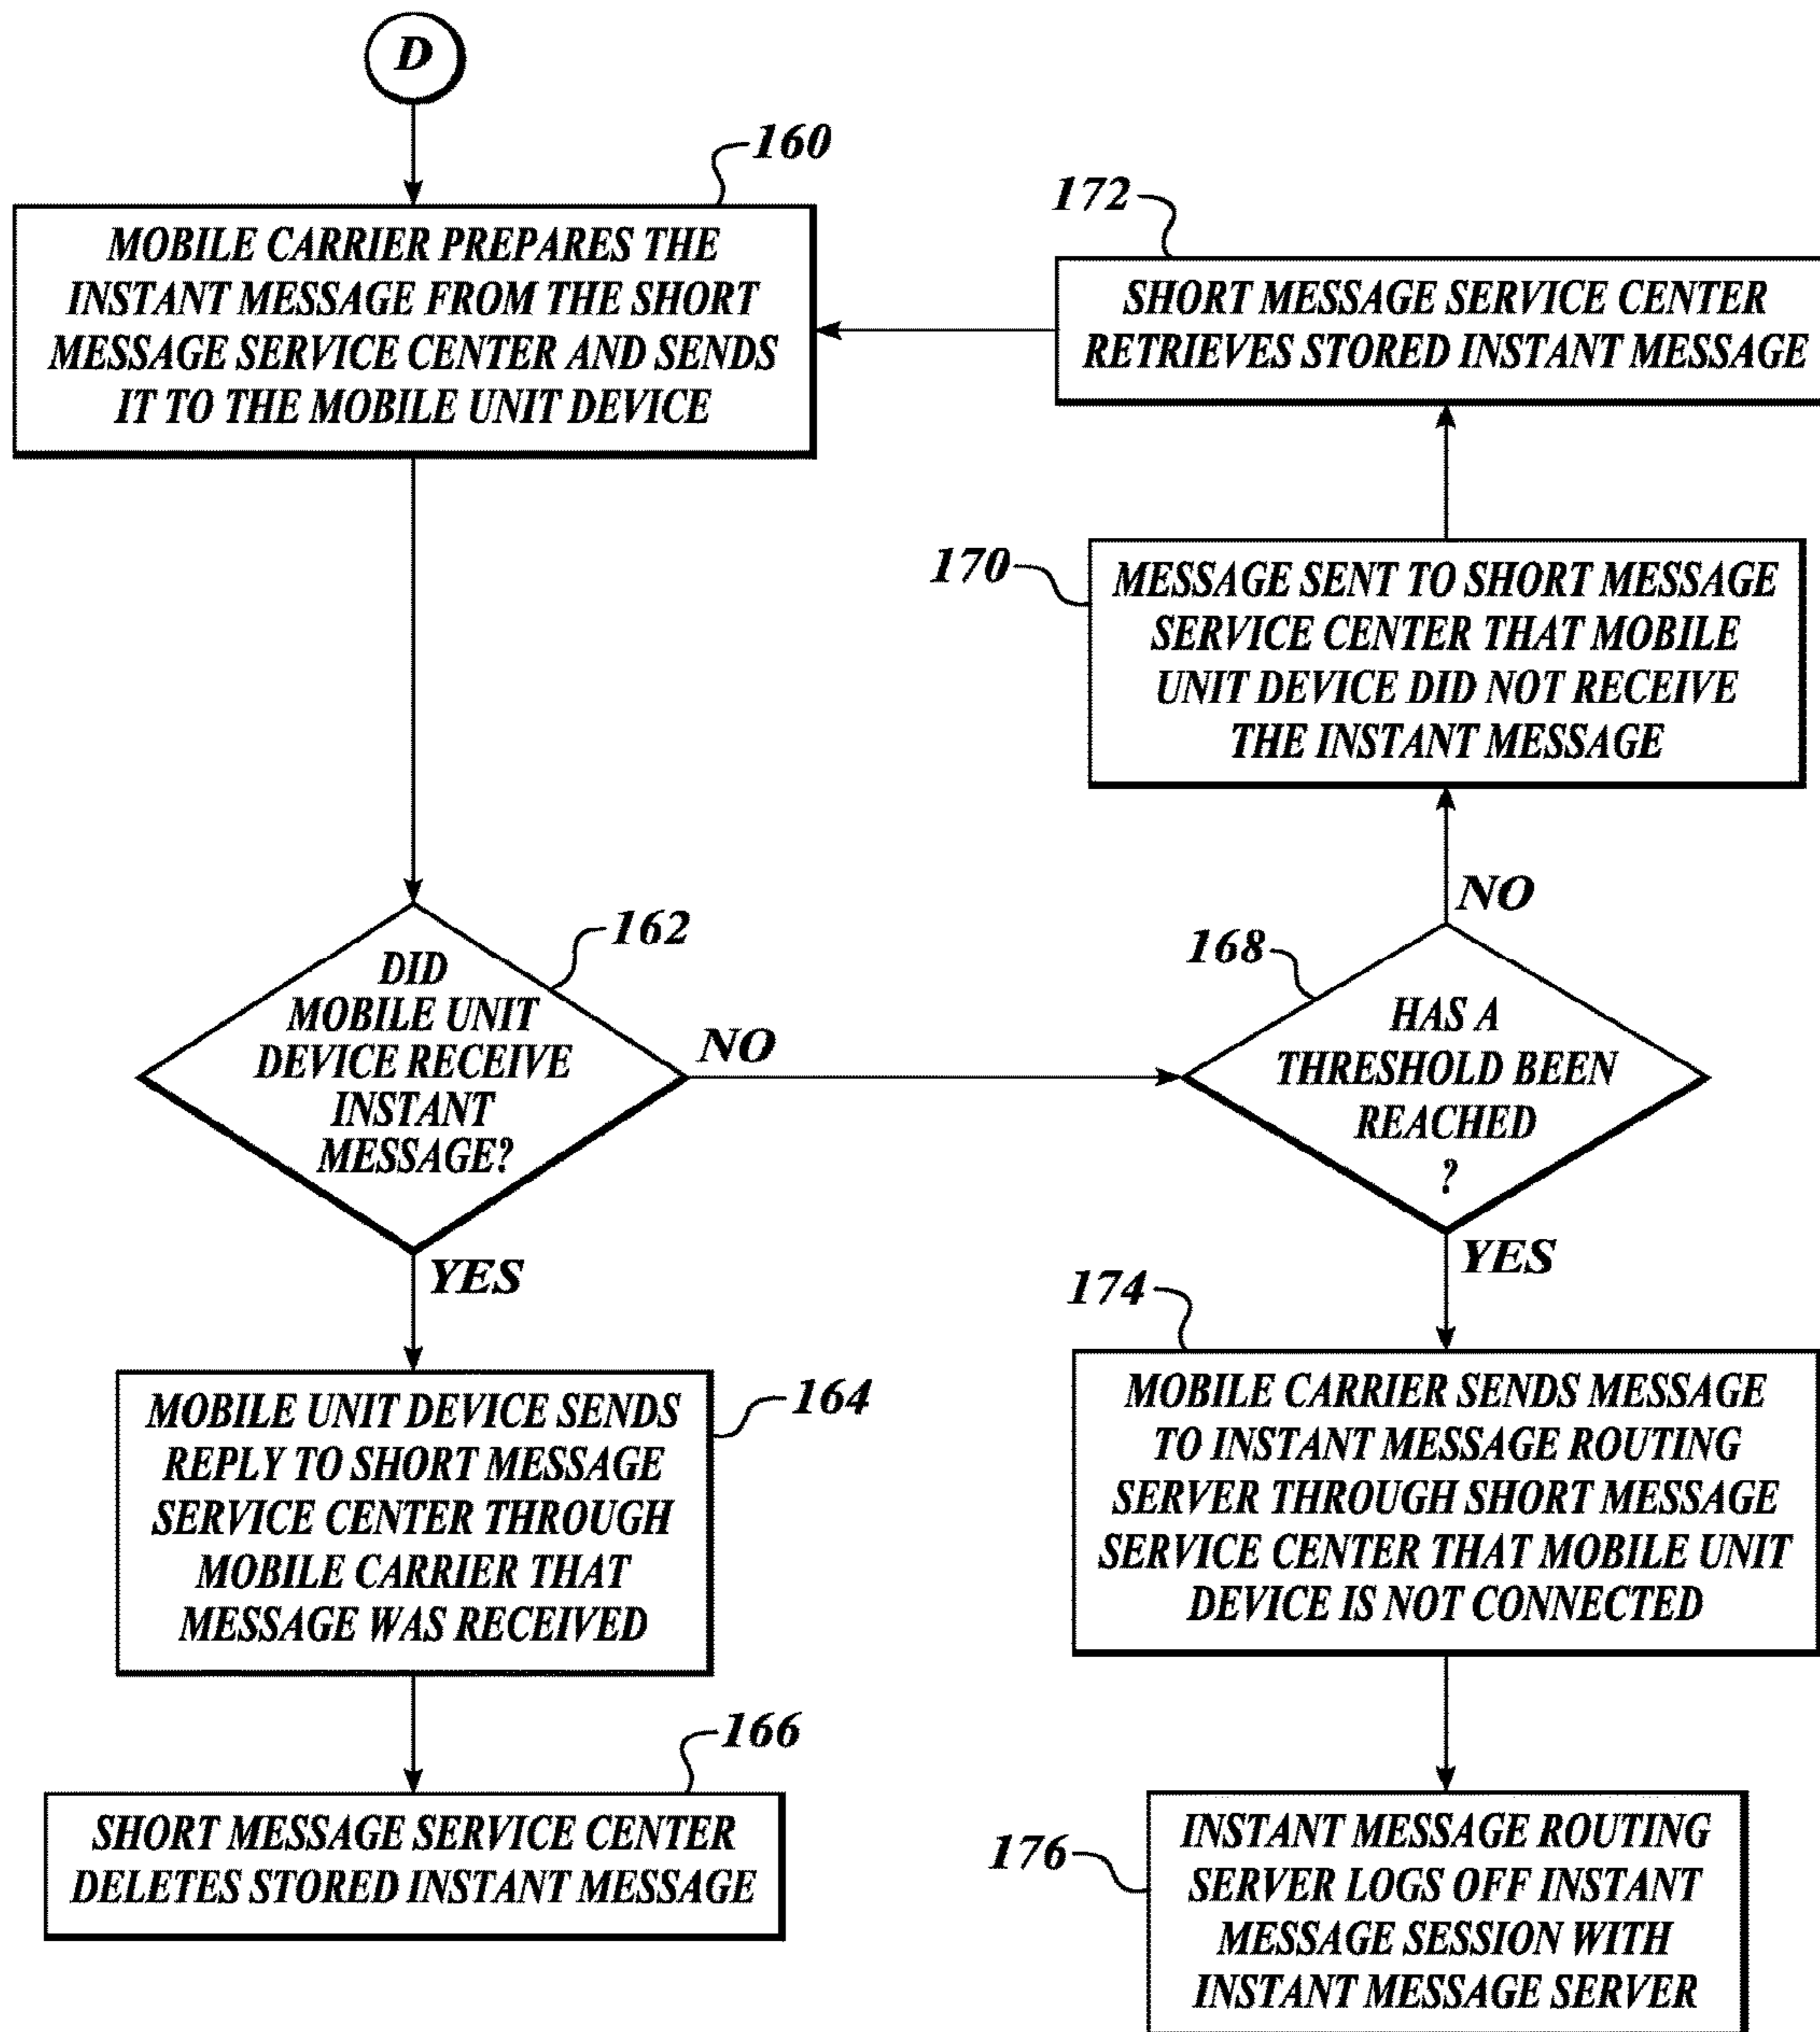 D
160
MOBILE CARRIER PREPARES THE
INSTANT MESSAGE FROM THE SHORT
MESSAGE SERVICE CENTER AND SENDS
IT TO THE MOBILE UNIT DEVICE
172
SHORT MESSAGE SERVICE CENTER
RETRIEVES STORED INSTANT MESSAGE
170
MESSAGE SENT TO SHORT MESSAGE
SERVICE CENTER THAT MOBILE
UNIT DEVICE DID NOT RECEIVE
THE INSTANT MESSAGE
162
DID
MOBILE UNIT
DEVICE RECEIVE
INSTANT
MESSAGE?
NO
YES
168
NO
HAS A
THRESHOLD BEEN
REACHED
?
YES
164
MOBILE UNIT DEVICE SENDS
REPLY TO SHORT MESSAGE
SERVICE CENTER THROUGH
MOBILE CARRIER THAT
MESSAGE WAS RECEIVED
174
MOBILE CARRIER SENDS MESSAGE
TO INSTANT MESSAGE ROUTING
SERVER THROUGH SHORT MESSAGE
SERVICE CENTER THAT MOBILE UNIT
DEVICE IS NOT CONNECTED
166
SHORT MESSAGE SERVICE CENTER
DELETES STORED INSTANT MESSAGE
176
INSTANT MESSAGE ROUTING
SERVER LOGS OFF INSTANT
MESSAGE SESSION WITH
INSTANT MESSAGE SERVER